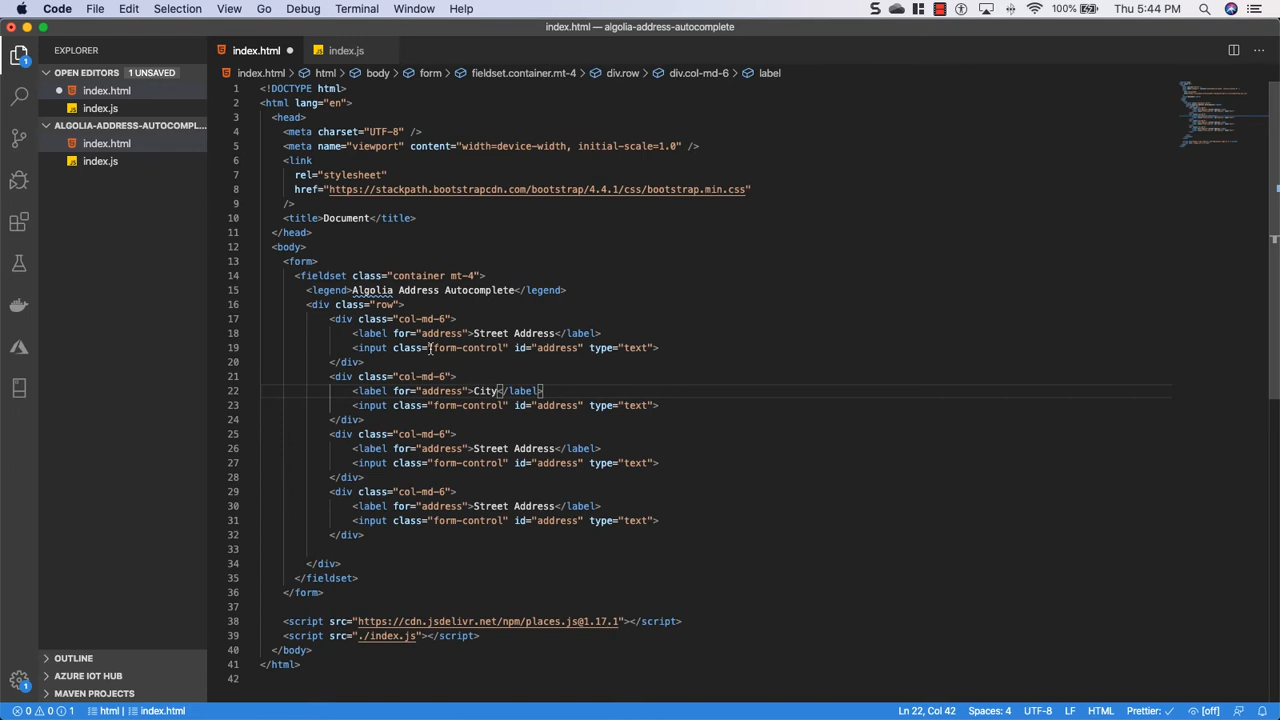 Code File Edit Selection View Go Debug Terminal Window Help 100% Thu 5:44 PM
index.html — algolia-address-autocomplete
EXPLORER
OPEN EDITORS 1 UNSAVED
index.html
index.js
ALGOLIA-ADDRESS-AUTOCOMPL...
index.html
index.js
OUTLINE
AZURE IOT HUB
MAVEN PROJECTS
1
1
index.html index.js
index.html html body form fieldset.container.mt-4 div.row div.col-md-6 label
1 <!DOCTYPE html>
2 <html lang="en">
3 <head>
4 <meta charset="UTF-8" />
5 <meta name="viewport" content="width=device-width, initial-scale=1.0" />
6 <link
7 rel="stylesheet"
8 href="https://stackpath.bootstrapcdn.com/bootstrap/4.4.1/css/bootstrap.min.css"
9 />
10 <title>Document</title>
11 </head>
12 <body>
13 <form>
14 <fieldset class="container mt-4">
15 <legend>Algolia Address Autocomplete</legend>
16 <div class="row">
17 <div class="col-md-6">
18 <label for="address">Street Address</label>
19 <input class="form-control" id="address" type="text">
20 </div>
21 <div class="col-md-6">
22 <label for="address">City</label>
23 <input class="form-control" id="address" type="text">
24 </div>
25 <div class="col-md-6">
26 <label for="address">Street Address</label>
27 <input class="form-control" id="address" type="text">
28 </div>
29 <div class="col-md-6">
30 <label for="address">Street Address</label>
31 <input class="form-control" id="address" type="text">
32 </div>
33
34 </div>
35 </fieldset>
36 </form>
37
38 <script src="https://cdn.jsdelivr.net/npm/places.js@1.17.1"></script>
39 <script src="./index.js"></script>
40 </body>
41 </html>
42
0 0 1 html index.html Ln 22, Col 42 Spaces: 4 UTF-8 LF HTML Prettier: ✓ [off]